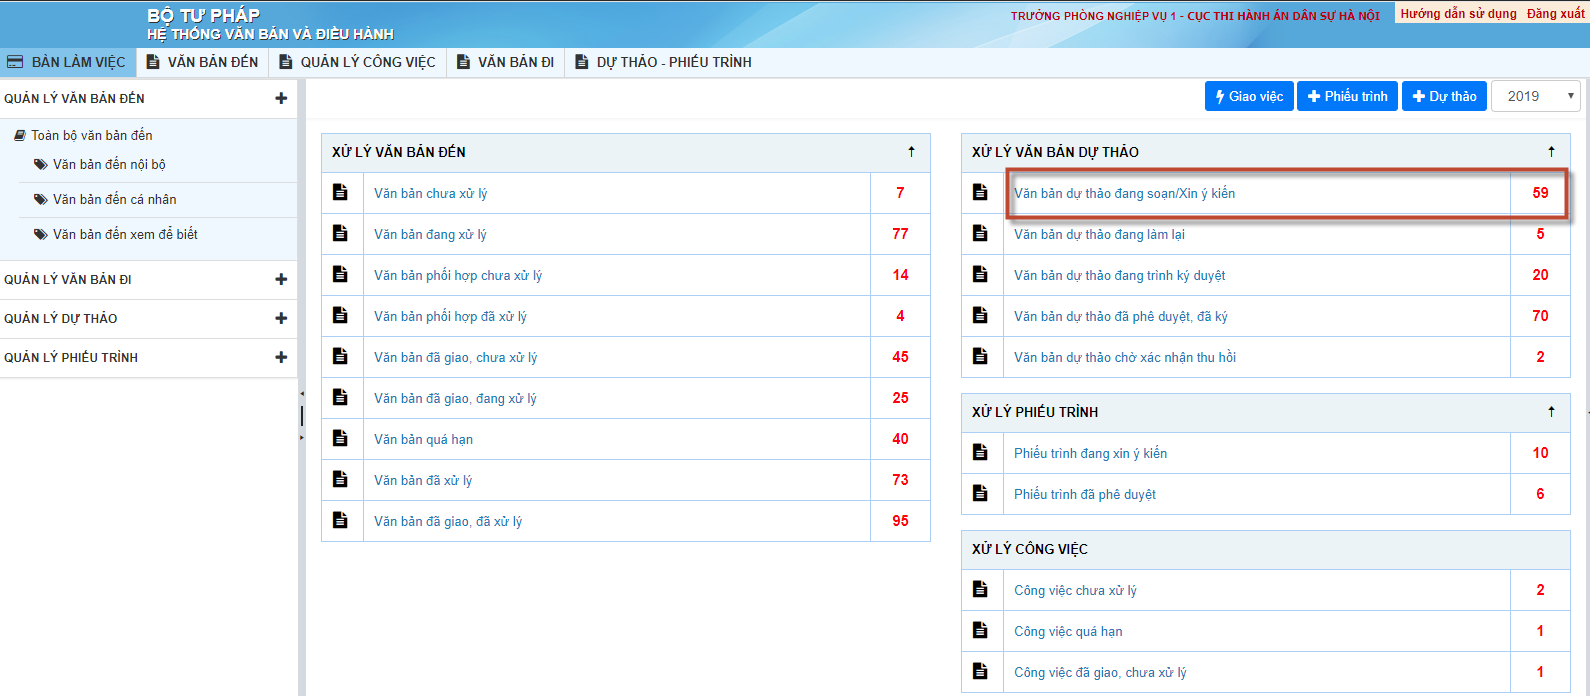 BỘ TƯ PHÁP
HỆ THỐNG VĂN BẢN VÀ ĐIỀU HÀNH
TRƯỞNG PHÒNG NGHIỆP VỤ 1 - CỤC THI HÀNH ÁN DÂN SỰ HÀ NỘI
Hướng dẫn sử dụng Đăng xuất
BÀN LÀM VIỆC
VĂN BẢN ĐẾN
QUẢN LÝ CÔNG VIỆC
VĂN BẢN ĐI
DỰ THẢO - PHIẾU TRÌNH
QUẢN LÝ VĂN BẢN ĐẾN
Toàn bộ văn bản đến
Văn bản đến nội bộ
Văn bản đến cá nhân
Văn bản đến xem để biết
QUẢN LÝ VĂN BẢN ĐI
QUẢN LÝ DỰ THẢO
QUẢN LÝ PHIẾU TRÌNH
Giao việc
Phiếu trình
Dự thảo
2019
XỬ LÝ VĂN BẢN ĐẾN
Văn bản chưa xử lý 7
Văn bản đang xử lý 77
Văn bản phối hợp chưa xử lý 14
Văn bản phối hợp đã xử lý 4
Văn bản đã giao, chưa xử lý 45
Văn bản đã giao, đang xử lý 25
Văn bản quá hạn 40
Văn bản đã xử lý 73
Văn bản đã giao, đã xử lý 95
XỬ LÝ VĂN BẢN DỰ THẢO
Văn bản dự thảo đang soạn/Xin ý kiến 59
Văn bản dự thảo đang làm lại 5
Văn bản dự thảo đang trình ký duyệt 20
Văn bản dự thảo đã phê duyệt, đã ký 70
Văn bản dự thảo chờ xác nhận thu hồi 2
XỬ LÝ PHIẾU TRÌNH
Phiếu trình đang xin ý kiến 10
Phiếu trình đã phê duyệt 6
XỬ LÝ CÔNG VIỆC
Công việc chưa xử lý 2
Công việc quá hạn 1
Công việc đã giao, chưa xử lý 1